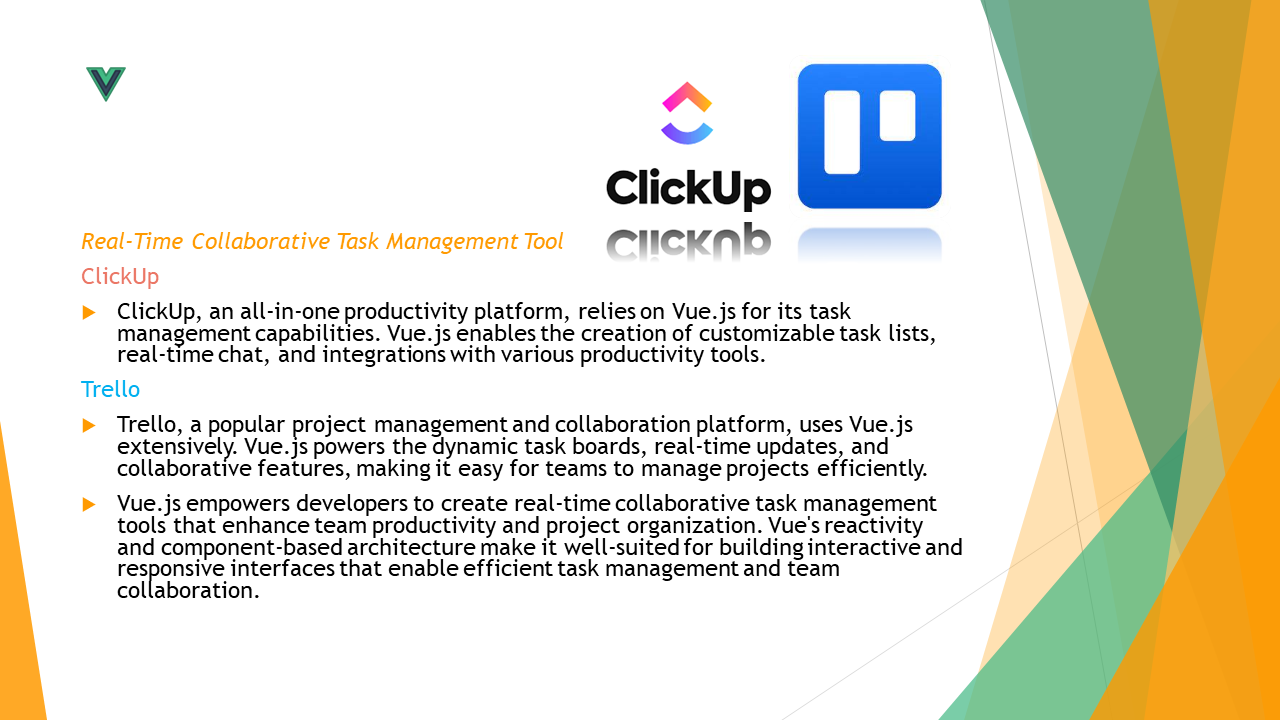 ClickUp
Real-Time Collaborative Task Management Tool
ClickUp
ClickUp, an all-in-one productivity platform, relies on Vue.js for its task
management capabilities. Vue.js enables the creation of customizable task lists,
real-time chat, and integrations with various productivity tools.
Trello
Trello, a popular project management and collaboration platform, uses Vue.js
extensively. Vue.js powers the dynamic task boards, real-time updates, and
collaborative features, making it easy for teams to manage projects efficiently.
Vue.js empowers developers to create real-time collaborative task management
tools that enhance team productivity and project organization. Vue's reactivity
and component-based architecture make it well-suited for building interactive and
responsive interfaces that enable efficient task management and team
collaboration.